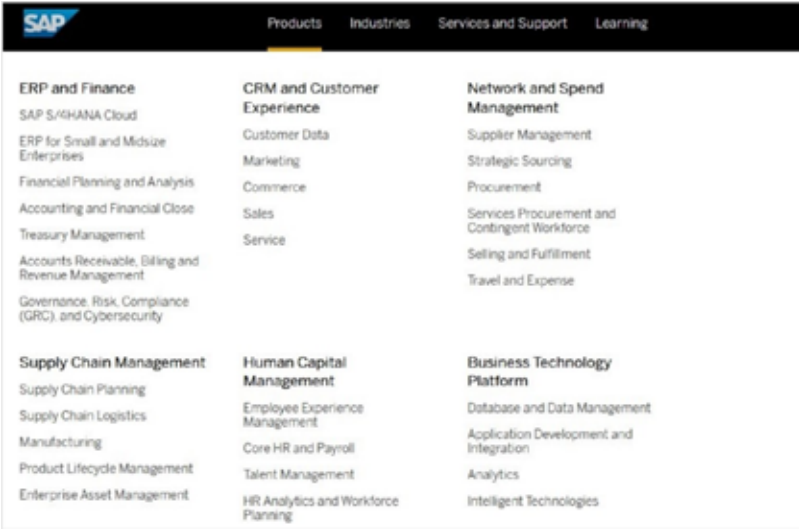 SAP
Products Industries Services and Support Learning
ERP and Finance
SAP S/4HANA Cloud
ERP for Small and Midsize
Enterprises
Financial Planning and Analysis
Accounting and Financial Close
Treasury Management
Accounts Receivable, Billing and
Revenue Management
Governance, Risk, Compliance
(GRC), and Cybersecurity
CRM and Customer
Experience
Customer Data
Marketing
Commerce
Sales
Service
Network and Spend
Management
Supplier Management
Strategic Sourcing
Procurement
Services Procurement and
Contingent Workforce
Selling and Fulfillment
Travel and Expense
Supply Chain Management
Supply Chain Planning
Supply Chain Logistics
Manufacturing
Product Lifecycle Management
Enterprise Asset Management
Human Capital
Management
Employee Experience
Management
Core HR and Payroll
Talent Management
HR Analytics and Workforce
Planning
Business Technology
Platform
Database and Data Management
Application Development and
Integration
Analytics
Intelligent Technologies